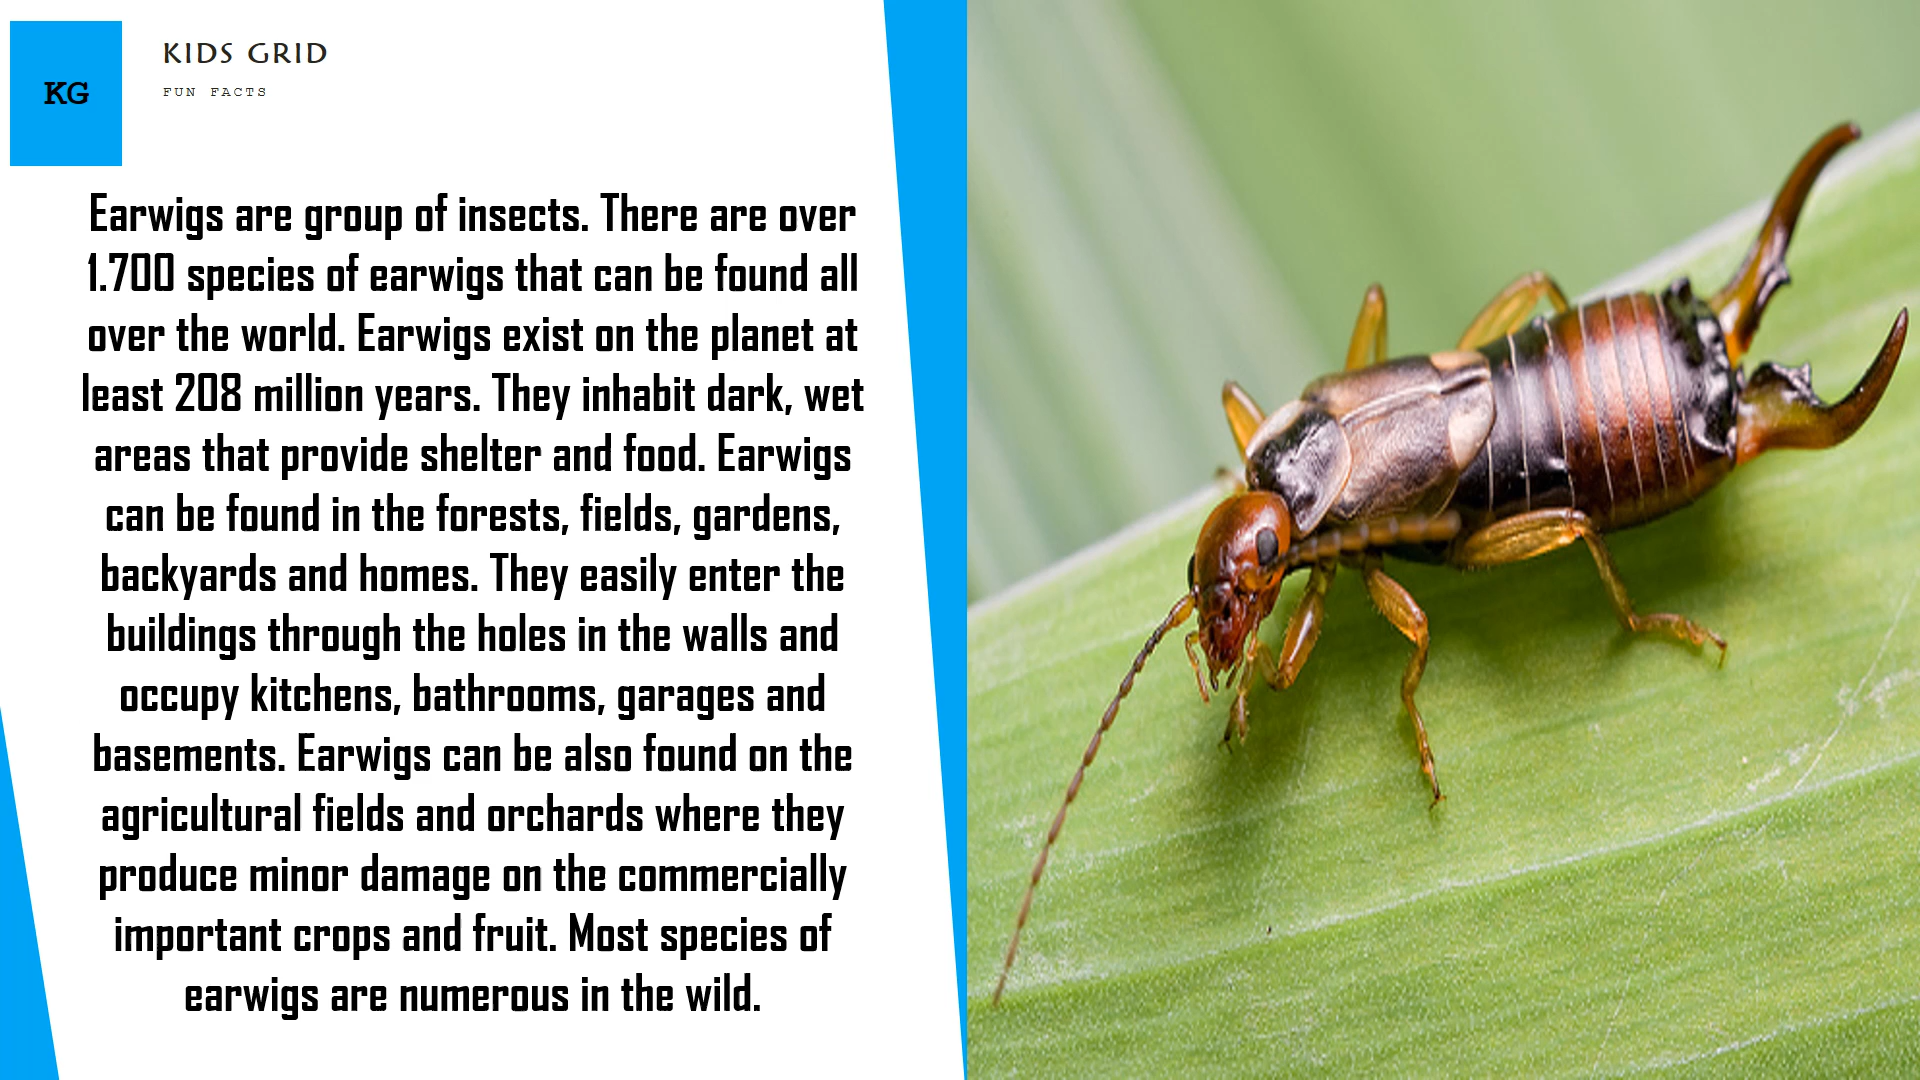 KG
KIDS GRID
FUN FACTS
Earwigs are group of insects. There are over
1.700 species of earwigs that can be found all
over the world. Earwigs exist on the planet at
least 208 million years. They inhabit dark, wet
areas that provide shelter and food. Earwigs
can be found in the forests, fields, gardens,
backyards and homes. They easily enter the
buildings through the holes in the walls and
occupy kitchens, bathrooms, garages and
basements. Earwigs can be also found on the
agricultural fields and orchards where they
produce minor damage on the commercially
important crops and fruit. Most species of
earwigs are numerous in the wild.